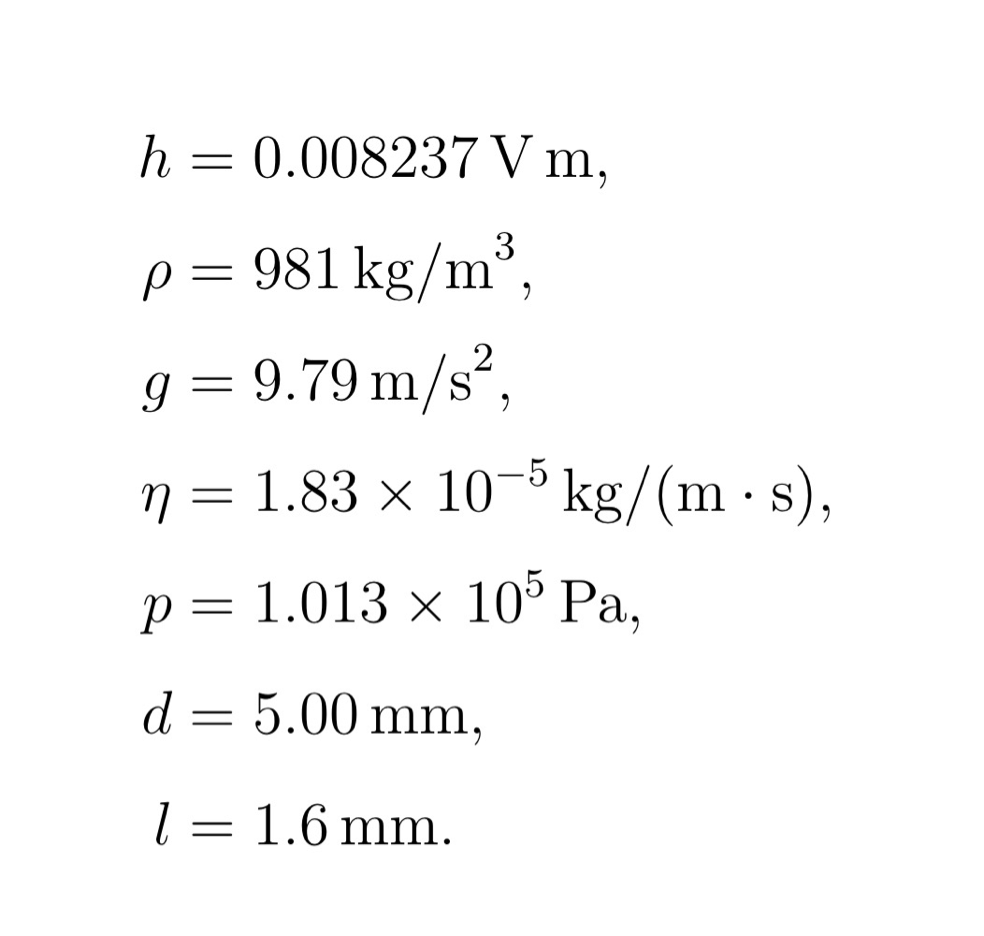 h = 0.008237 V m,
ρ = 981 kg/m³,
g = 9.79 m/s²,
η = 1.83 × 10⁻⁵ kg/(m · s),
p = 1.013 × 10⁵ Pa,
d = 5.00 mm,
l = 1.6 mm.